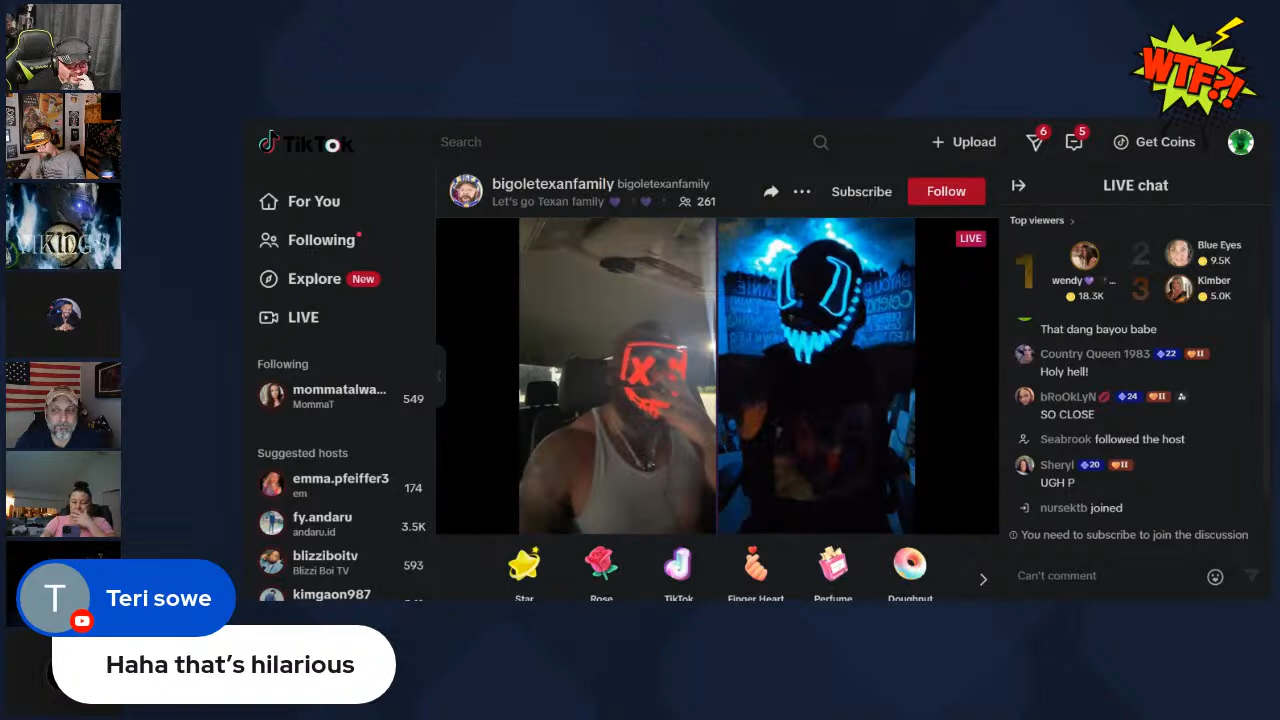 WTF?!
TikTok
Search
Upload
6
5
Get Coins
For You
Following
Explore New
LIVE
Following
mommatalwa...
MommaT
549
Suggested hosts
emma.pfeiffer3
em
174
fy.andaru
andaru.id
3.5K
blizziboitv
Blizzi Boi TV
593
kimgaon987
bigoletexanfamily bigoletexanfamily
Let's go Texan family 💜 💜 261
Subscribe
Follow
LIVE
Star
Rose
TikTok
Finger Heart
Perfume
Doughnut
LIVE chat
Top viewers
1
wendy💜 ...
18.3K
2
Blue Eyes
9.5K
3
Kimber
5.0K
That dang bayou babe
Country Queen 1983 22 II
Holy hell!
bRoOkLyN💋 24 II
SO CLOSE
Seabrook followed the host
Sheryl 20 II
UGH P
nursektb joined
You need to subscribe to join the discussion
Can't comment
VIKING
T
Teri sowe
Haha that's hilarious